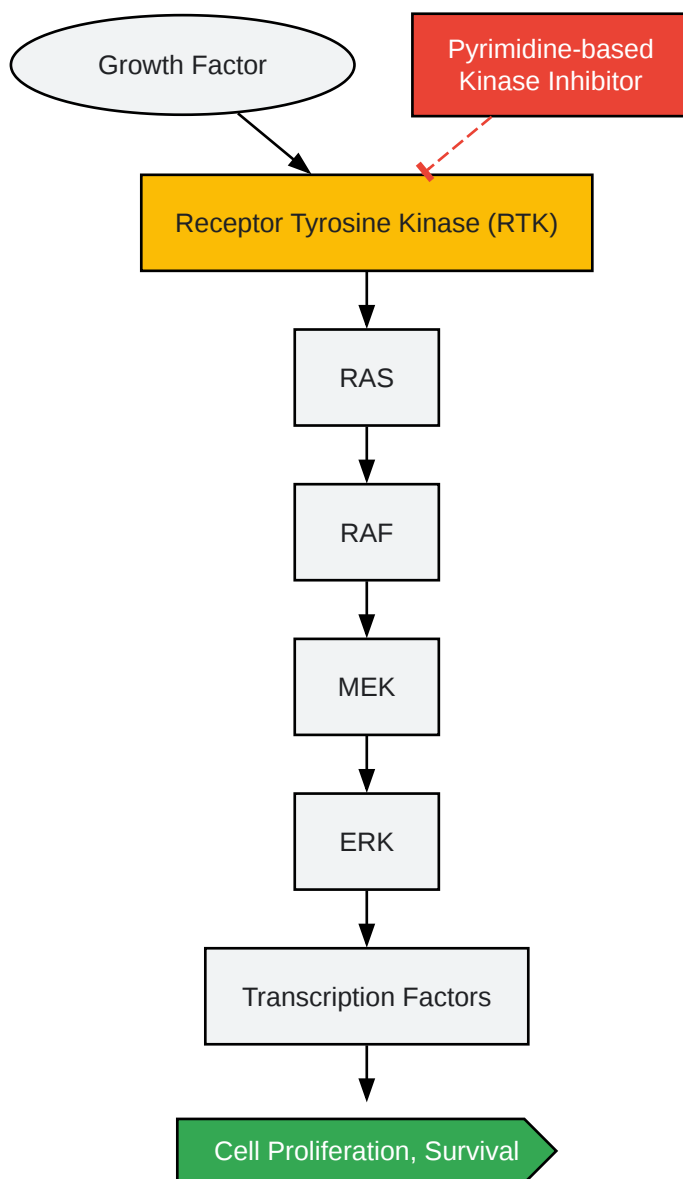 Growth Factor
Pyrimidine-based
Kinase Inhibitor
Receptor Tyrosine Kinase (RTK)
RAS
RAF
MEK
ERK
Transcription Factors
Cell Proliferation, Survival